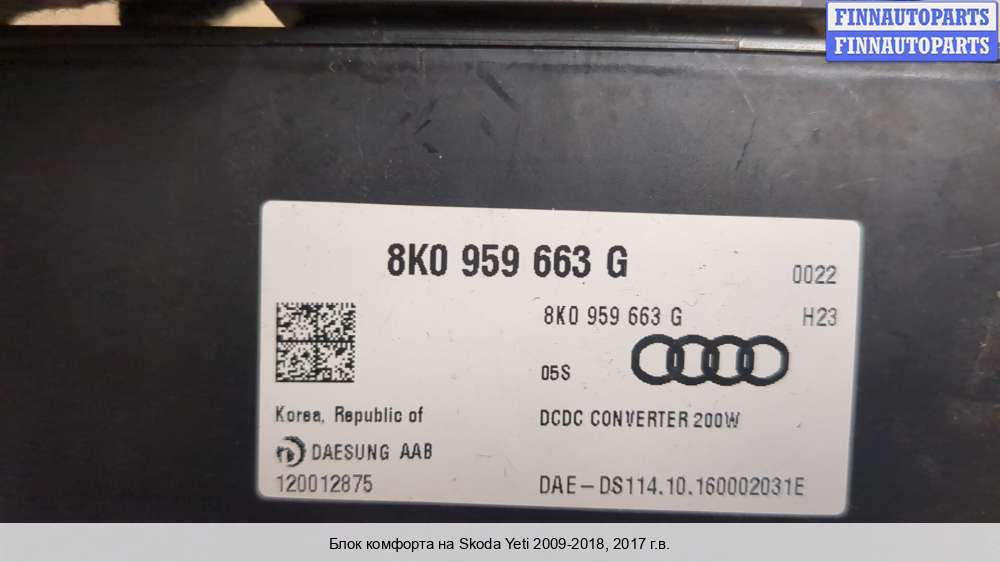 FINNAUTOPARTS
FINNAUTOPARTS
8K0 959 663 G
0022
8K0 959 663 G
H23
05S
Korea, Republic of
DCDC CONVERTER 200W
DAESUNG AAB
120012875
DAE-DS114.10.160002031E
Блок комфорта на Skoda Yeti 2009-2018, 2017 г.в.